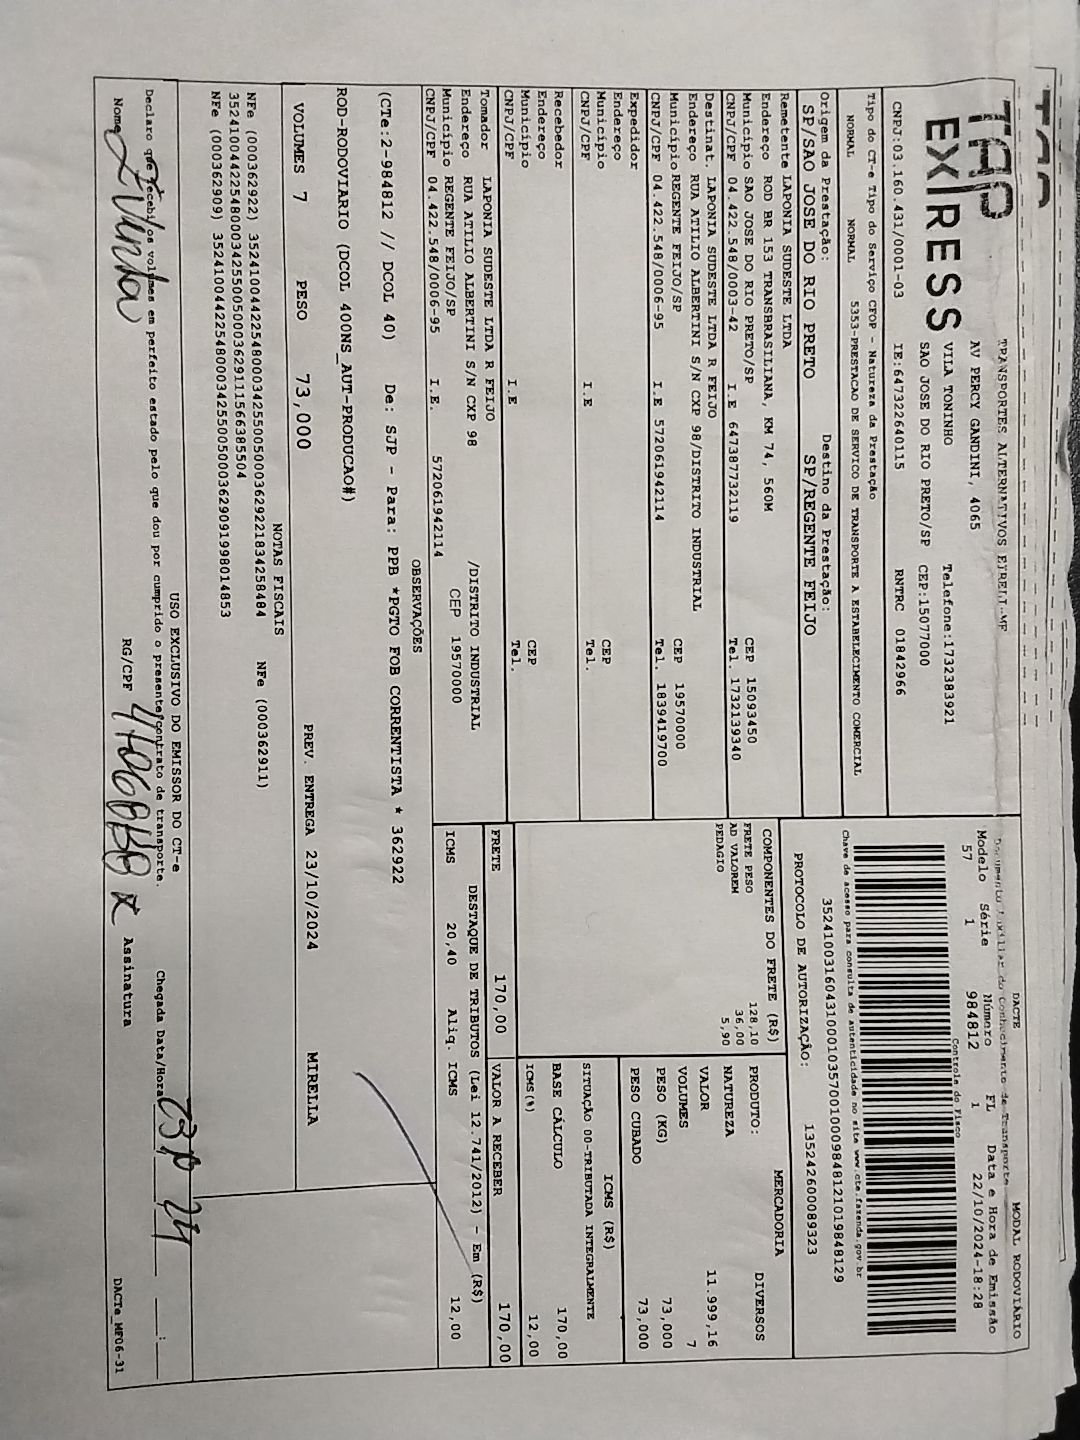 TAP
EXPRESS
TRANSPORTES ALTERNATIVOS EIRELI-ME
AV PERCY GANDINI, 4065
VILA TONINHO Telefone:1732383921
SAO JOSE DO RIO PRETO/SP CEP:15077000
CNPJ:03.160.431/0001-03 IE:647322640115 RNTRC 01842966
DACTE MODAL RODOVIÁRIO
Documento Auxiliar do Conhecimento de Transporte
Modelo Série Número FL Data e Hora de Emissão
57 1 984812 1 22/10/2024-18:28
Controle do Fisco
Tipo do CT-e Tipo do Serviço CFOP - Natureza da Prestação
NORMAL NORMAL 5353-PRESTACAO DE SERVICO DE TRANSPORTE A ESTABELECIMENTO COMERCIAL
Chave de acesso para consulta de autenticidade no site www.cte.fazenda.gov.br
35241003160431000103570010009848121019848129
Origem da Prestação: Destino da Prestação:
SP/SAO JOSE DO RIO PRETO SP/REGENTE FEIJO
PROTOCOLO DE AUTORIZAÇÃO: 135242600089323
Remetente LAPONIA SUDESTE LTDA
Endereço ROD BR 153 TRANSBRASILIANA, KM 74, 560M
Município SAO JOSE DO RIO PRETO/SP CEP 15093450
CNPJ/CPF 04.422.548/0003-42 I.E 647387732119 Tel. 1732139340
Destinat. LAPONIA SUDESTE LTDA R FEIJO
Endereço RUA ATILIO ALBERTINI S/N CXP 98/DISTRITO INDUSTRIAL
Município REGENTE FEIJO/SP CEP 19570000
CNPJ/CPF 04.422.548/0006-95 I.E 572061942114 Tel. 1839419700
Expedidor
Endereço
Município CEP
CNPJ/CPF I.E Tel.
Recebedor
Endereço
Município CEP
CNPJ/CPF I.E Tel.
Tomador LAPONIA SUDESTE LTDA R FEIJO
Endereço RUA ATILIO ALBERTINI S/N CXP 98 /DISTRITO INDUSTRIAL
Município REGENTE FEIJO/SP CEP 19570000
CNPJ/CPF 04.422.548/0006-95 I.E. 572061942114
COMPONENTES DO FRETE (R$)
FRETE PESO 128,10
AD VALOREM 36,00
PEDAGIO 5,90
MERCADORIA
PRODUTO: DIVERSOS
NATUREZA
VALOR 11.999,16
VOLUMES 7
PESO (KG) 73,000
PESO CUBADO 73,000
ICMS (R$)
SITUAÇÃO 00-TRIBUTADA INTEGRALMENTE
BASE CÁLCULO 170,00
ICMS(%) 12,00
FRETE 170,00 VALOR A RECEBER 170,00
DESTAQUE DE TRIBUTOS (Lei 12.741/2012) - Em (R$)
ICMS 20,40 Aliq. ICMS 12,00
OBSERVAÇÕES
(CTe:2-984812 // DCOL 40) De: SJP - Para: PPB *PGTO FOB CORRENTISTA * 362922
ROD-RODOVIARIO (DCOL 400NS_AUT-PRODUCAO#)
VOLUMES 7 PESO 73,000 PREV. ENTREGA 23/10/2024 MIRELLA
NOTAS FISCAIS
NFe (000362922) 35241004422548000342550050003629221834258484 NFe (000362911)
35241004422548000342550050003629111566385504
NFe (000362909) 35241004422548000342550050003629091998014853
USO EXCLUSIVO DO EMISSOR DO CT-e
Declaro que recebi os volumes em perfeito estado pelo que dou por cumprido o presente contrato de transporte. Chegada Data/Hora
Nome RG/CPF Assinatura
DACTe_MF06-31